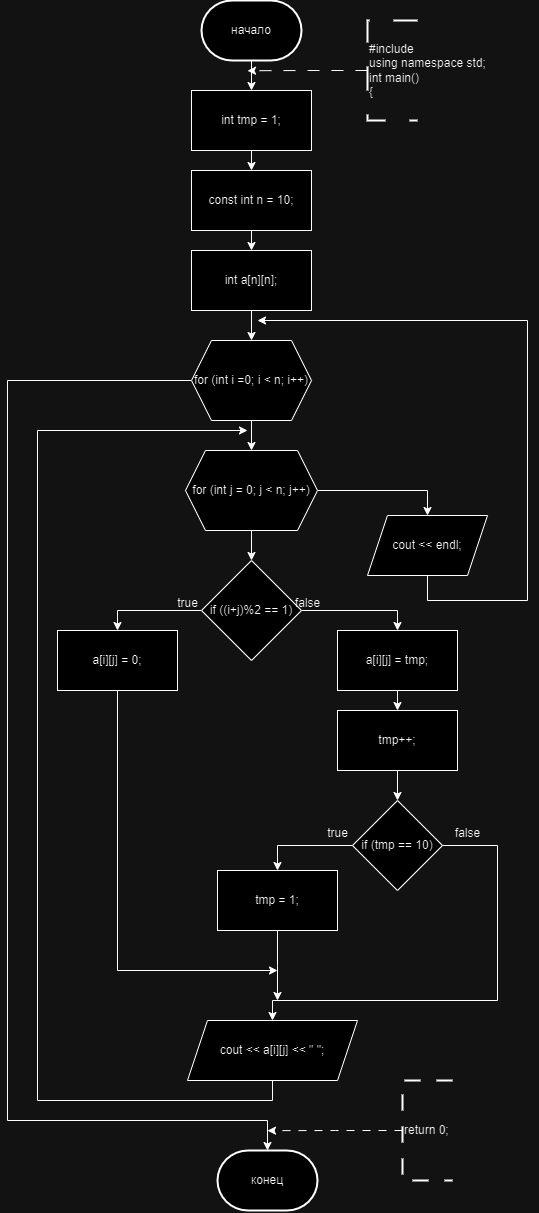 начало
#include
using namespace std;
int main()
{
int tmp = 1;
const int n = 10;
int a[n][n];
for (int i =0; i < n; i++)
for (int j = 0; j < n; j++)
cout << endl;
true
if ((i+j)%2 == 1)
false
a[i][j] = 0;
a[i][j] = tmp;
tmp++;
true
if (tmp == 10)
false
tmp = 1;
cout << a[i][j] << " ";
return 0;
конец